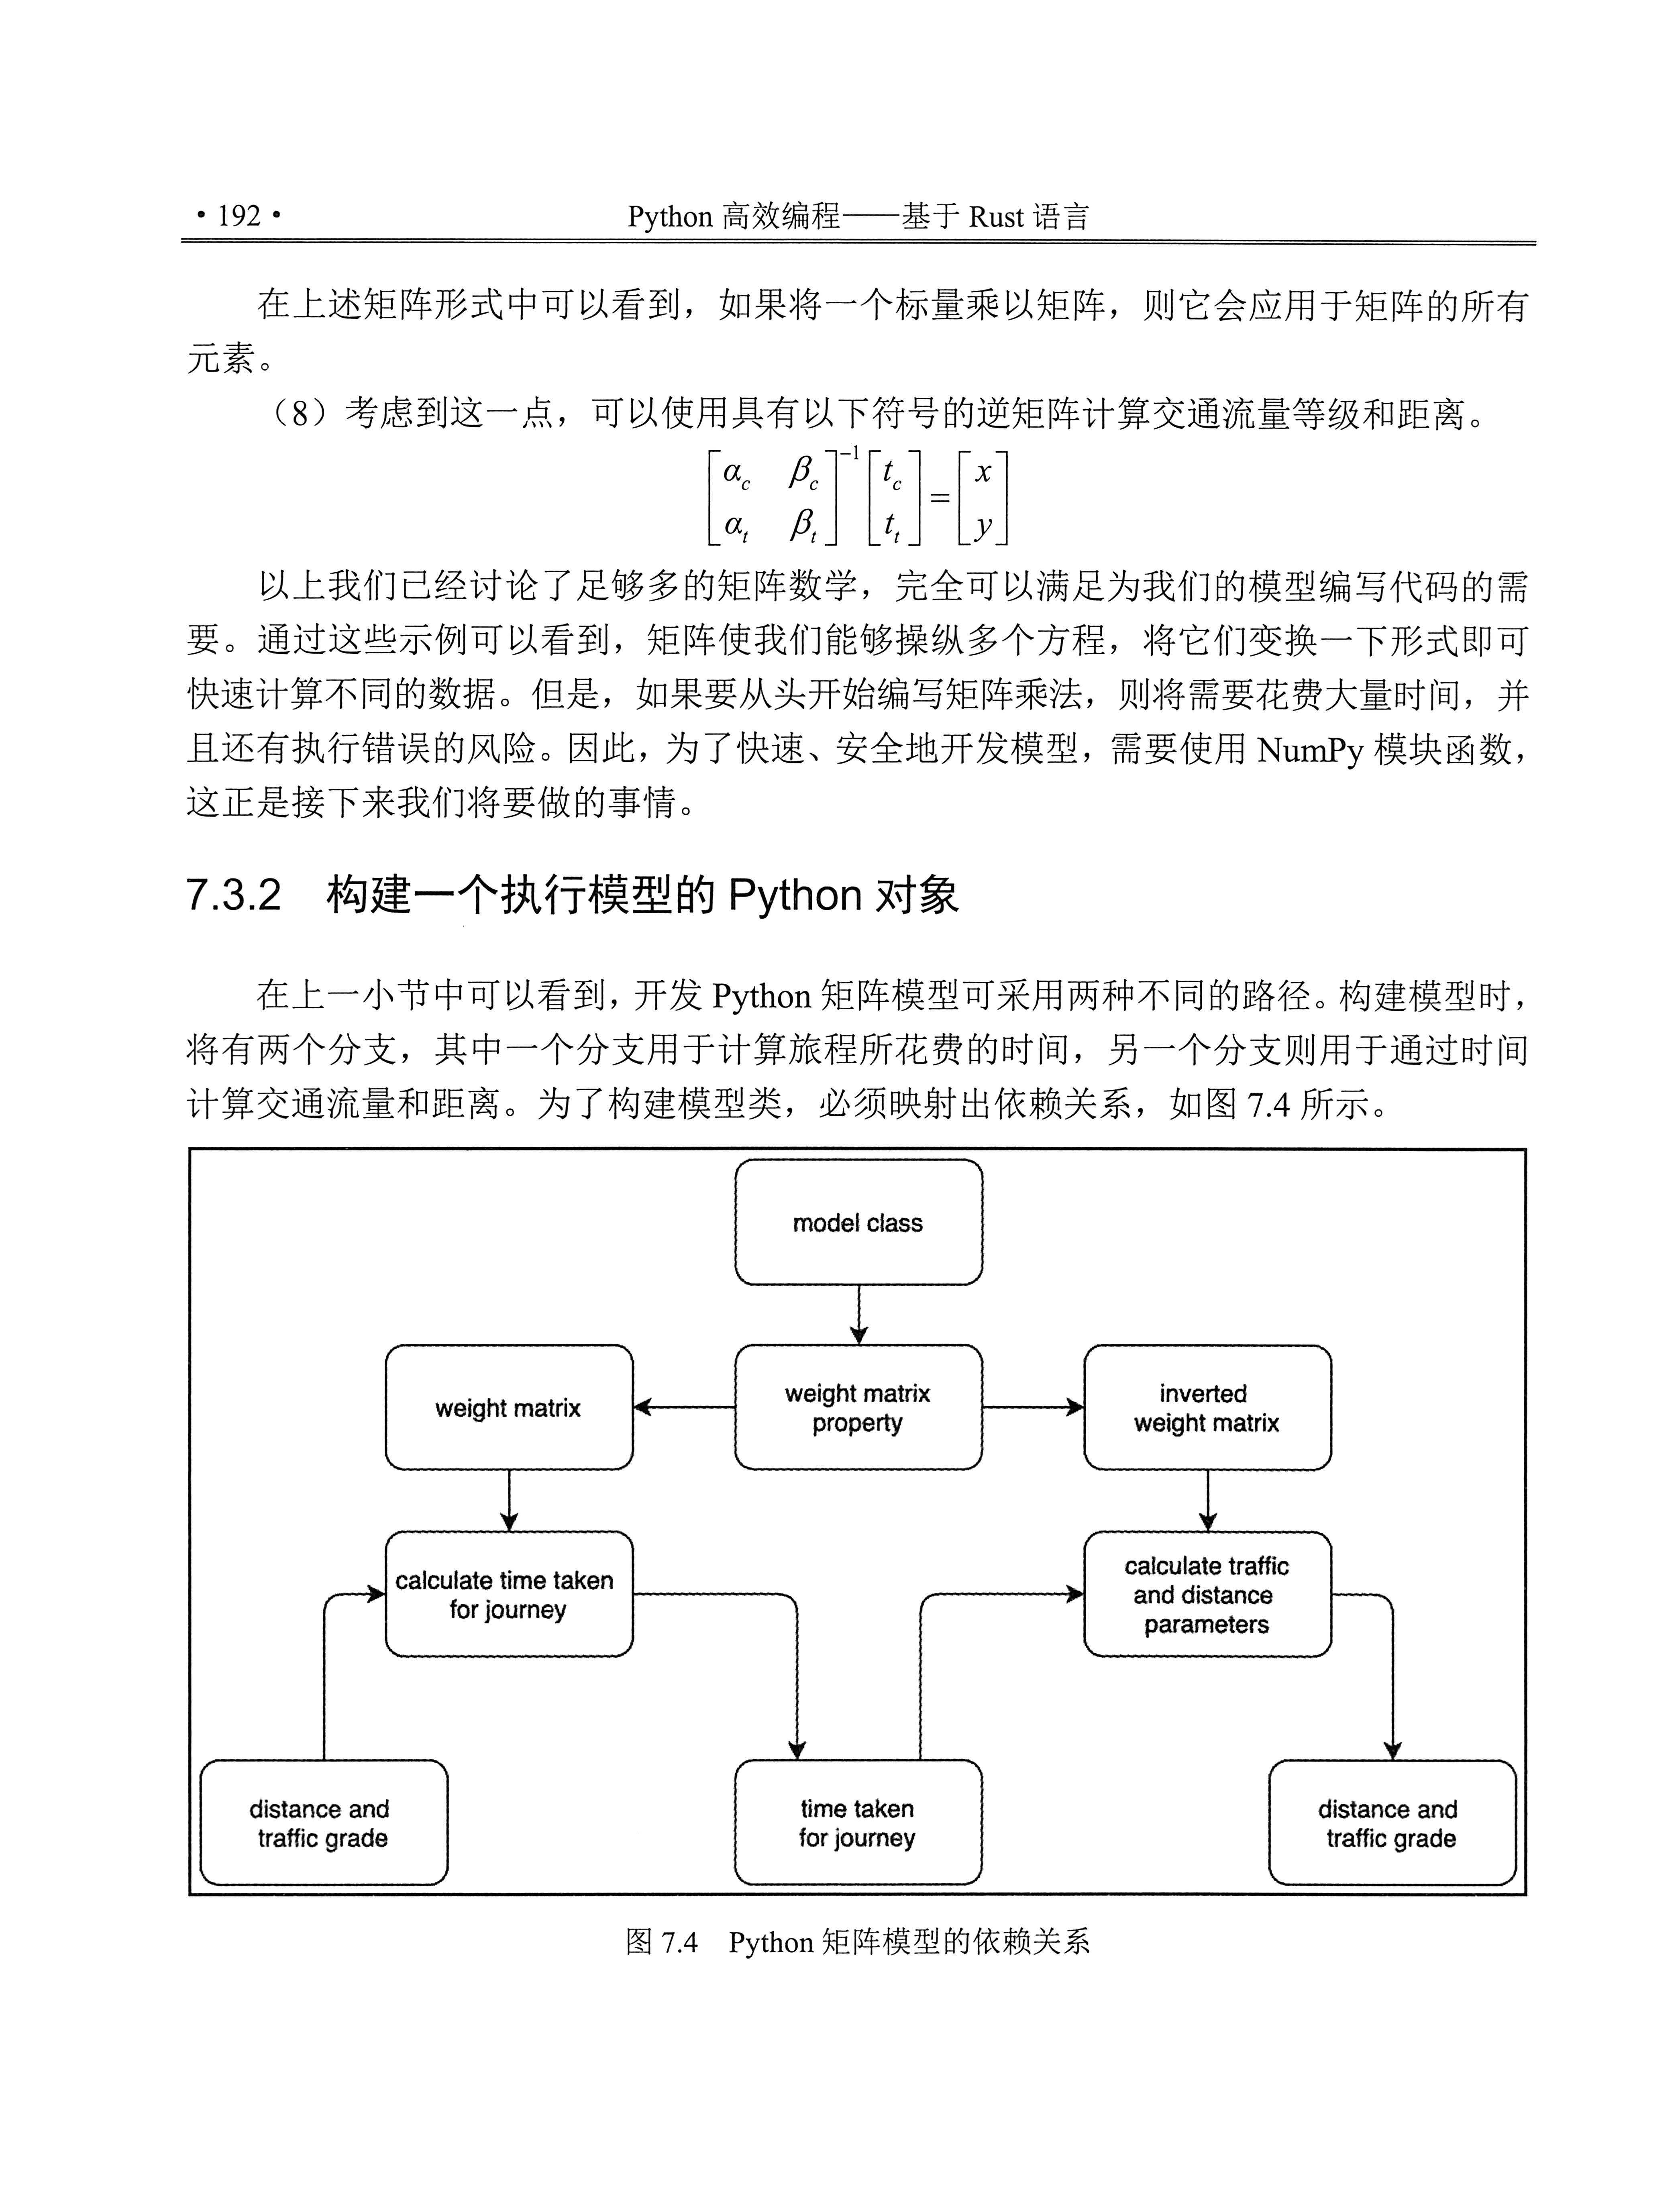 • 192 •
Python 高效编程——基于 Rust 语言
在上述矩阵形式中可以看到，如果将一个标量乘以矩阵，则它会应用于矩阵的所有
元素。
（8）考虑到这一点，可以使用具有以下符号的逆矩阵计算交通流量等级和距离。
[α_c β_c; α_t β_t]^{-1} [t_c; t_t] = [x; y]
以上我们已经讨论了足够多的矩阵数学，完全可以满足为我们的模型编写代码的需
要。通过这些示例可以看到，矩阵使我们能够操纵多个方程，将它们变换一下形式即可
快速计算不同的数据。但是，如果要从头开始编写矩阵乘法，则将需要花费大量时间，并
且还有执行错误的风险。因此，为了快速、安全地开发模型，需要使用 NumPy 模块函数，
这正是接下来我们将要做的事情。
7.3.2 构建一个执行模型的 Python 对象
在上一小节中可以看到，开发 Python 矩阵模型可采用两种不同的路径。构建模型时，
将有两个分支，其中一个分支用于计算旅程所花费的时间，另一个分支则用于通过时间
计算交通流量和距离。为了构建模型类，必须映射出依赖关系，如图 7.4 所示。
model class
weight matrix
weight matrix
property
inverted
weight matrix
calculate time taken
for journey
calculate traffic
and distance
parameters
distance and
traffic grade
time taken
for journey
distance and
traffic grade
图 7.4 Python 矩阵模型的依赖关系